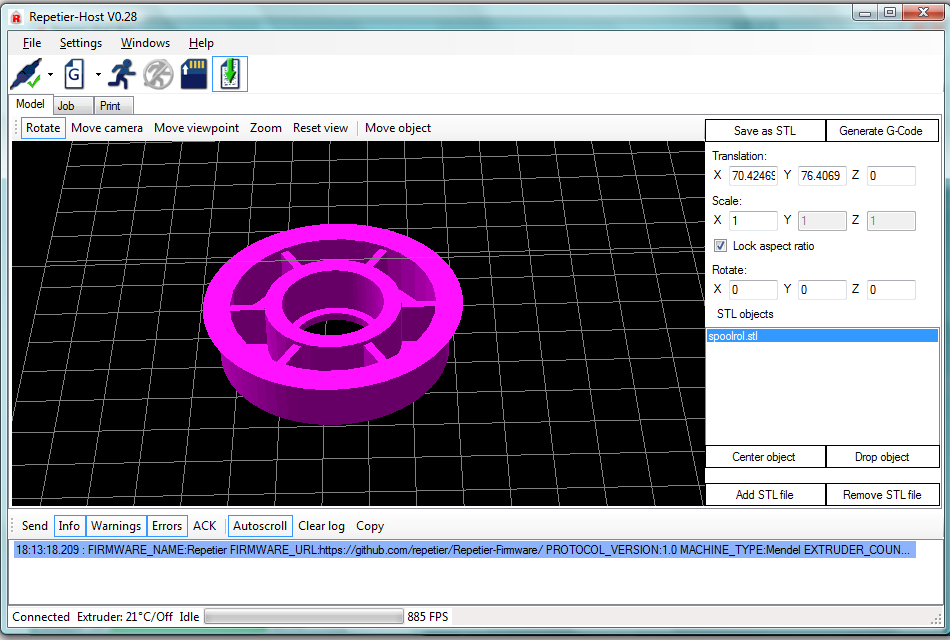 Repetier-Host V0.28
File Settings Windows Help
G
Model Job Print
Rotate Move camera Move viewpoint Zoom Reset view Move object
Save as STL Generate G-Code
Translation:
X 70.42469 Y 76.4069 Z 0
Scale:
X 1 Y 1 Z 1
Lock aspect ratio
Rotate:
X 0 Y 0 Z 0
STL objects
spoolrol.stl
Center object Drop object
Add STL file Remove STL file
Send Info Warnings Errors ACK Autoscroll Clear log Copy
18:13:18.209 : FIRMWARE_NAME:Repetier FIRMWARE_URL:https://github.com/repetier/Repetier-Firmware/ PROTOCOL_VERSION:1.0 MACHINE_TYPE:Mendel EXTRUDER_COUN...
Connected Extruder: 21°C/Off Idle 885 FPS